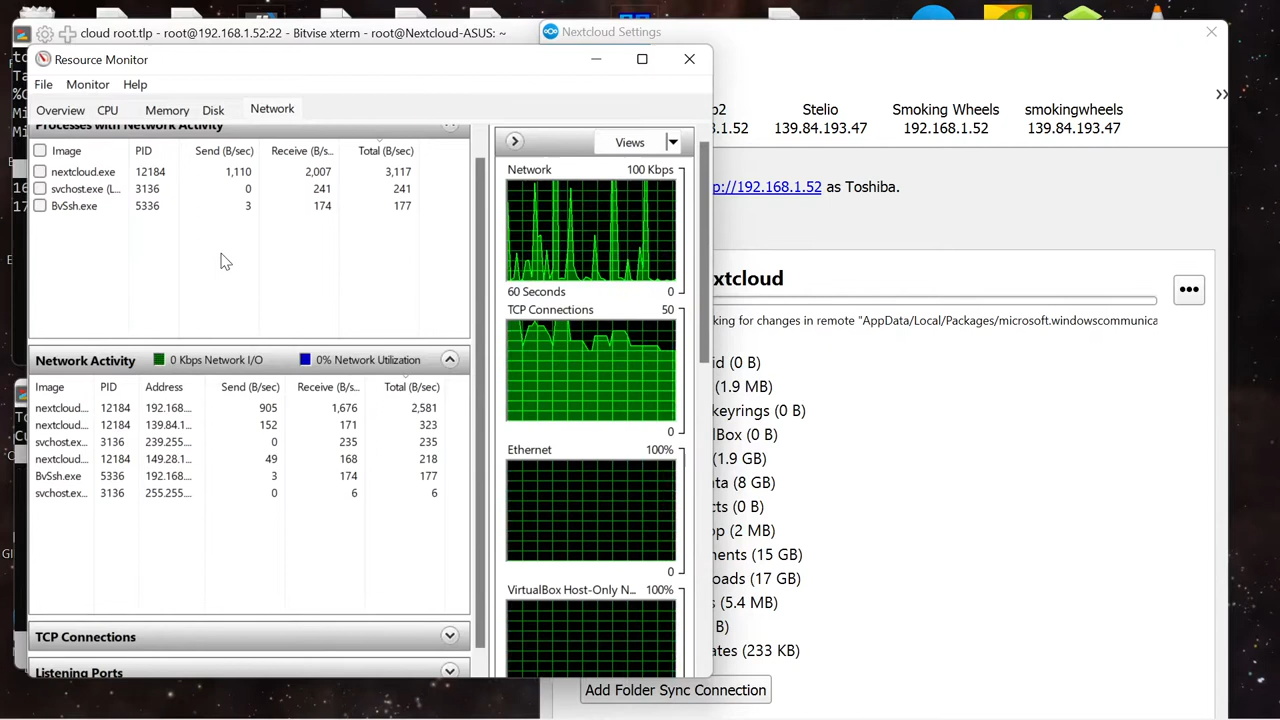 cloud root.tlp - root@192.168.1.52:22 - Bitvise xterm - root@Nextcloud-ASUS: ~
Nextcloud Settings
Resource Monitor
File Monitor Help
Overview CPU Memory Disk Network
Processes with Network Activity
Image PID Send (B/sec) Receive (B/s... Total (B/sec)
nextcloud.exe 12184 1,110 2,007 3,117
svchost.exe (L... 3136 0 241 241
BvSsh.exe 5336 3 174 177
Network Activity 0 Kbps Network I/O 0% Network Utilization
Image PID Address Send (B/sec) Receive (B/s... Total (B/sec)
nextcloud.... 12184 192.168.... 905 1,676 2,581
nextcloud.... 12184 139.84.1... 152 171 323
svchost.ex... 3136 239.255.... 0 235 235
nextcloud.... 12184 149.28.1... 49 168 218
BvSsh.exe 5336 192.168.... 3 174 177
svchost.ex... 3136 255.255.... 0 6 6
TCP Connections
Listening Ports
Views
Network 100 Kbps
60 Seconds 0
TCP Connections 50
0
Ethernet 100%
0
VirtualBox Host-Only N... 100%
p2 Stelio Smoking Wheels smokingwheels
.1.52 139.84.193.47 192.168.1.52 139.84.193.47
p://192.168.1.52 as Toshiba.
xtcloud
king for changes in remote "AppData/Local/Packages/microsoft.windowscommunica
id (0 B)
(1.9 MB)
keyrings (0 B)
lBox (0 B)
(1.9 GB)
ata (8 GB)
cts (0 B)
op (2 MB)
ments (15 GB)
loads (17 GB)
s (5.4 MB)
B)
ates (233 KB)
Add Folder Sync Connection